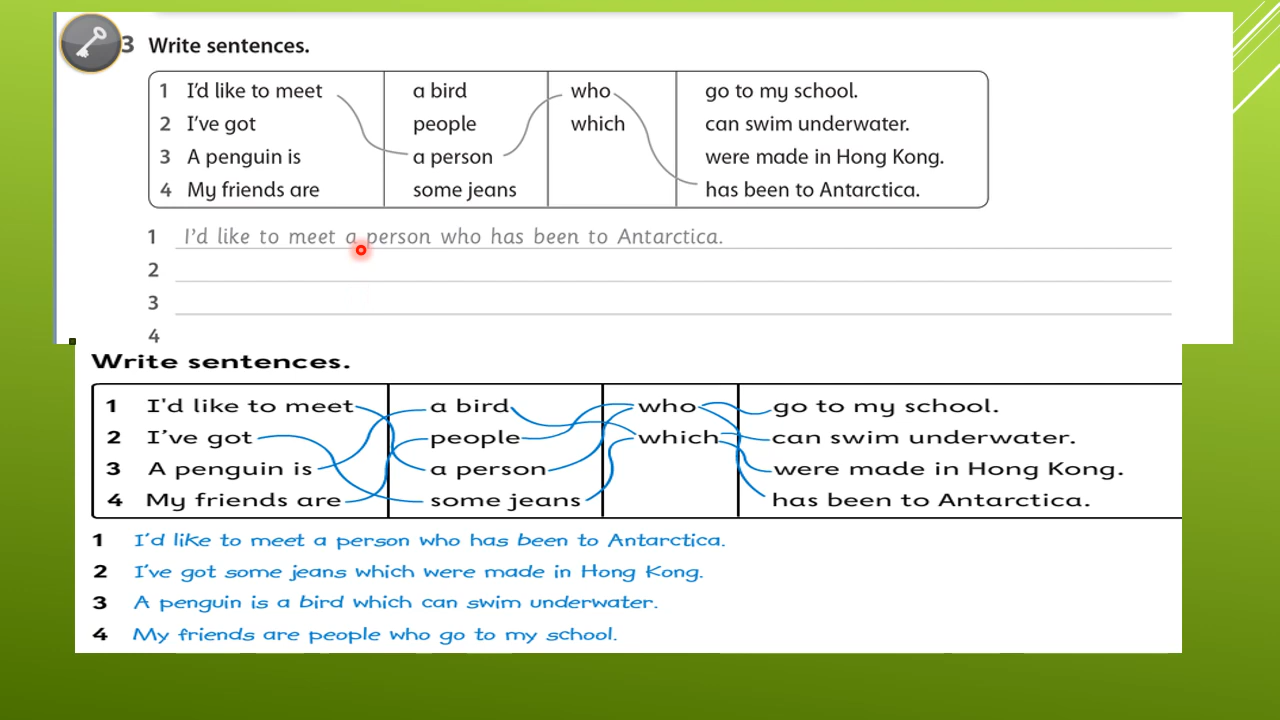 3 Write sentences.
1 I'd like to meet a bird who go to my school.
2 I've got people which can swim underwater.
3 A penguin is a person were made in Hong Kong.
4 My friends are some jeans has been to Antarctica.
1 I'd like to meet a person who has been to Antarctica.
2
3
4
Write sentences.
1 I'd like to meet a bird who go to my school.
2 I've got people which can swim underwater.
3 A penguin is a person were made in Hong Kong.
4 My friends are some jeans has been to Antarctica.
1 I'd like to meet a person who has been to Antarctica.
2 I've got some jeans which were made in Hong Kong.
3 A penguin is a bird which can swim underwater.
4 My friends are people who go to my school.